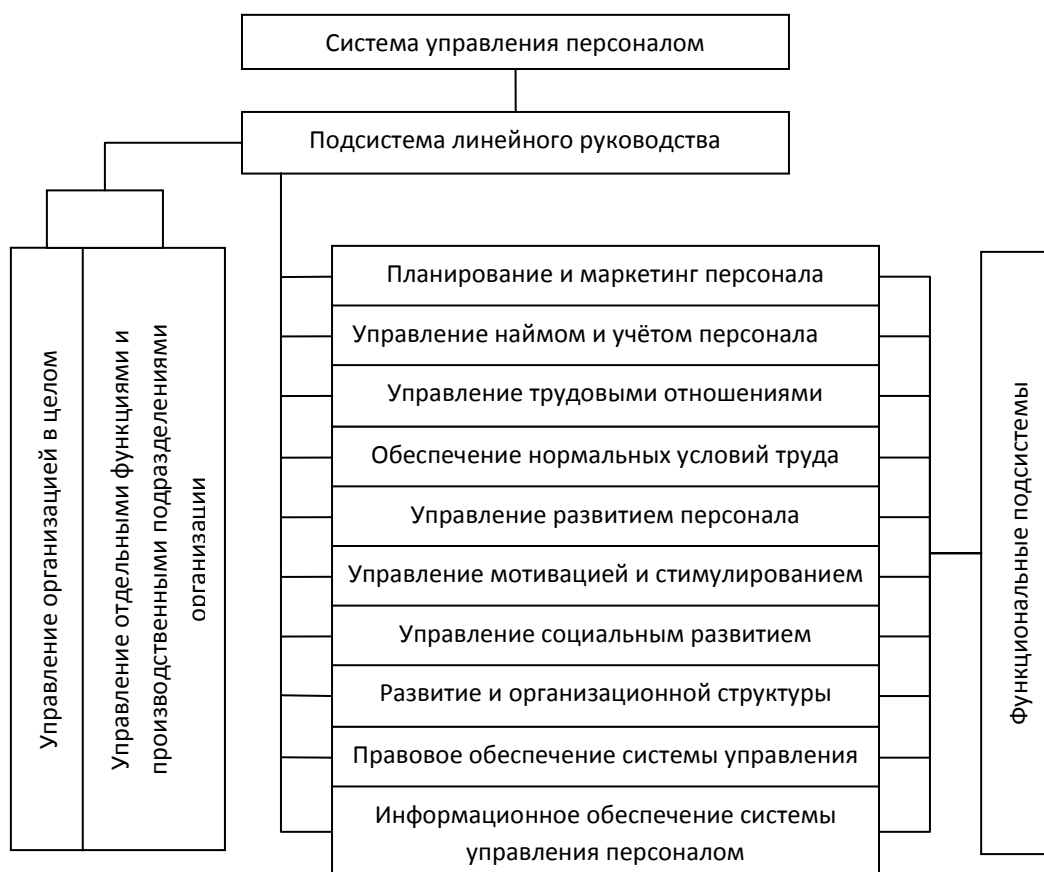 Система управления персоналом
Подсистема линейного руководства
Управление организацией в целом
Управление отдельными функциями и
производственными подразделениями
организации
Планирование и маркетинг персонала
Управление наймом и учётом персонала
Управление трудовыми отношениями
Обеспечение нормальных условий труда
Управление развитием персонала
Управление мотивацией и стимулированием
Управление социальным развитием
Развитие и организационной структуры
Правовое обеспечение системы управления
Информационное обеспечение системы
управления персоналом
Функциональные подсистемы